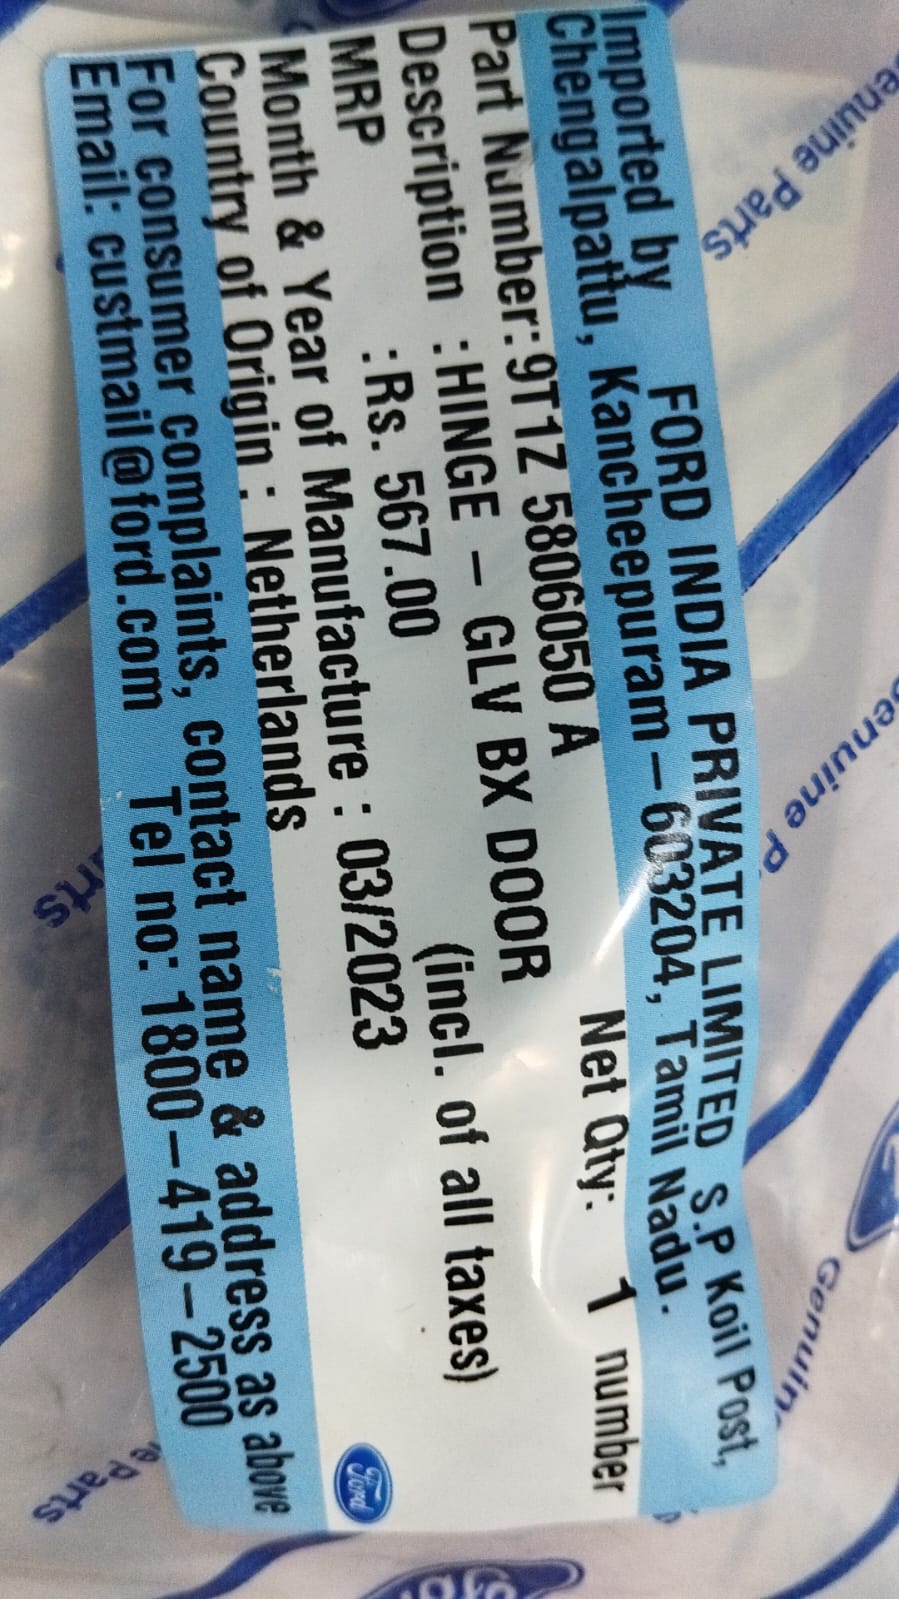 Imported by FORD INDIA PRIVATE LIMITED S.P Koil Post,
Chengalpattu, Kancheepuram-603204, Tamil Nadu.
Part Number:9T1Z 5806050 A Net Qty: 1 number
Description :HINGE - GLV BX DOOR
MRP :Rs. 567.00 (incl. of all taxes)
Month & Year of Manufacture : 03/2023
Country of Origin : Netherlands
For consumer complaints, contact name & address as above
Email: custmail@ford.com Tel no: 1800-419-2500
Ford
Genuine Parts